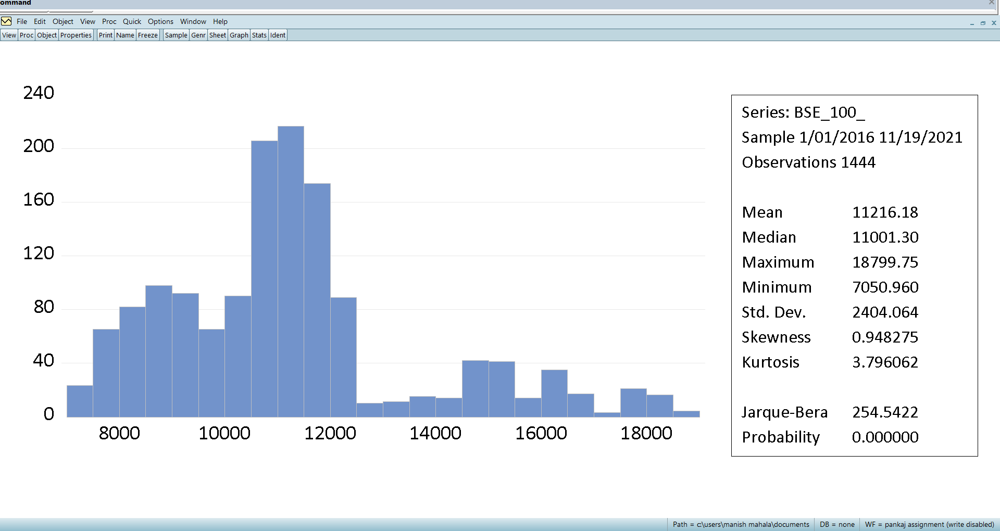 ommand
File Edit Object View Proc Quick Options Window Help
View Proc Object Properties Print Name Freeze Sample Genr Sheet Graph Stats Ident
240
200
160
120
80
40
0
8000 10000 12000 14000 16000 18000
Series: BSE_100_
Sample 1/01/2016 11/19/2021
Observations 1444
Mean 11216.18
Median 11001.30
Maximum 18799.75
Minimum 7050.960
Std. Dev. 2404.064
Skewness 0.948275
Kurtosis 3.796062
Jarque-Bera 254.5422
Probability 0.000000
Path = c:\users\manish mahala\documents DB = none WF = pankaj assignment (write disabled)